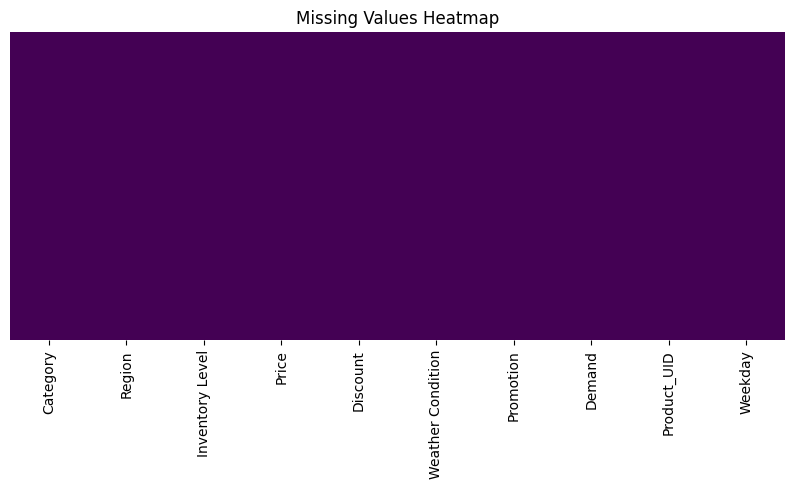 Missing Values Heatmap
Category
Region
Inventory Level
Price
Discount
Weather Condition
Promotion
Demand
Product_UID
Weekday